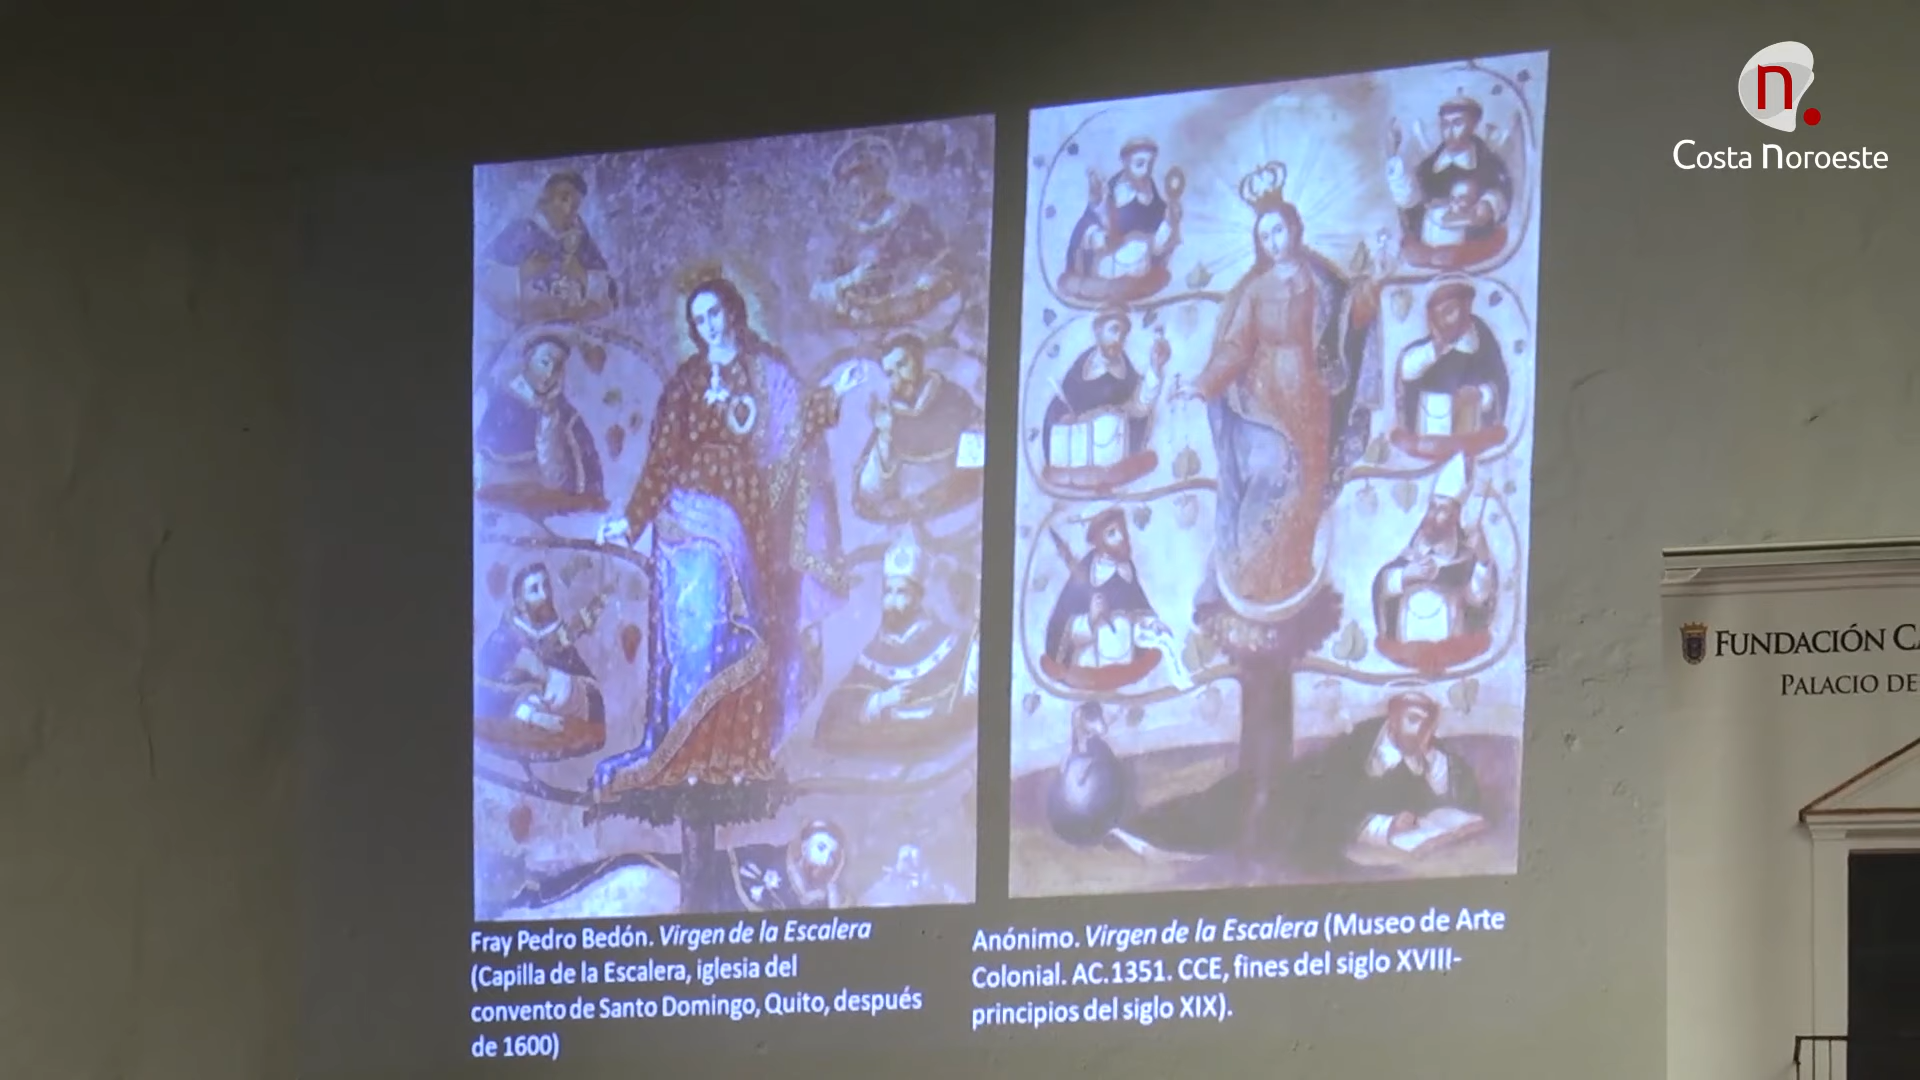 n.
Costa noroeste
Fray Pedro Bedón. Virgen de la Escalera
(Capilla de la Escalera, iglesia del
convento de Santo Domingo, Quito, después
de 1600)
Anónimo. Virgen de la Escalera (Museo de Arte
Colonial. AC.1351. CCE, fines del siglo XVIII-
principios del siglo XIX).
FUNDACIÓN
PALACIO DE